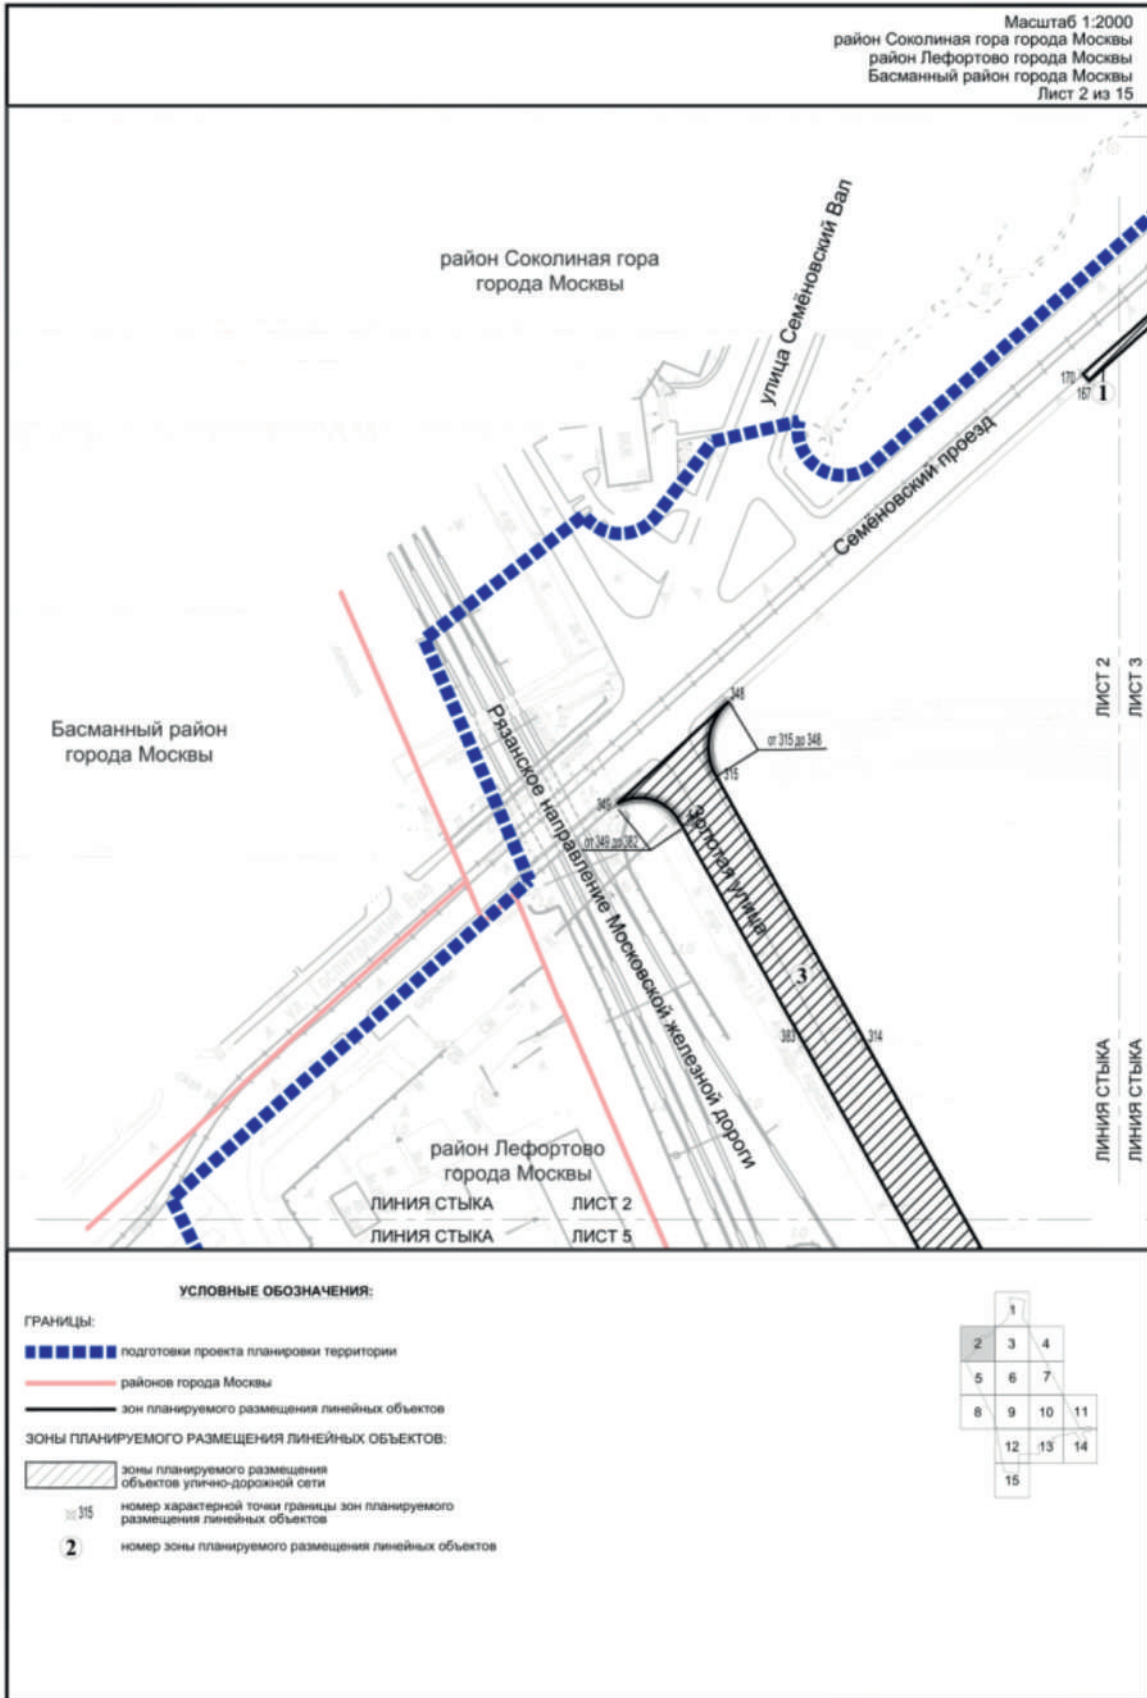 Масштаб 1:2000
район Соколиная гора города Москвы
район Лефортово города Москвы
Басманный район города Москвы
Лист 2 из 15
район Соколиная гора
города Москвы
улица Семёновский Вал
170
167
1
Семёновский проезд
ЛИСТ 2
ЛИСТ 3
Басманный район
города Москвы
Рязанское направление Московской железной дороги
348
от 315 до 348
315
349
от 349 до 382
Золотая улица
3
383
314
ул. Госпитальный Вал
ЛИНИЯ СТЫКА
ЛИНИЯ СТЫКА
район Лефортово
города Москвы
ЛИНИЯ СТЫКА ЛИСТ 2
ЛИНИЯ СТЫКА ЛИСТ 5
УСЛОВНЫЕ ОБОЗНАЧЕНИЯ:
ГРАНИЦЫ:
подготовки проекта планировки территории
районов города Москвы
зон планируемого размещения линейных объектов
ЗОНЫ ПЛАНИРУЕМОГО РАЗМЕЩЕНИЯ ЛИНЕЙНЫХ ОБЪЕКТОВ:
зоны планируемого размещения
объектов улично-дорожной сети
315
номер характерной точки границы зон планируемого
размещения линейных объектов
2
номер зоны планируемого размещения линейных объектов
1
2 3 4
5 6 7
8 9 10 11
12 13 14
15